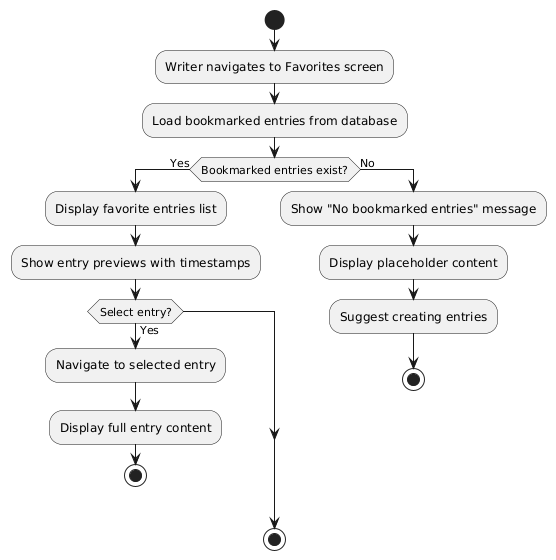 Writer navigates to Favorites screen
Load bookmarked entries from database
Yes
Bookmarked entries exist?
No
Display favorite entries list
Show "No bookmarked entries" message
Show entry previews with timestamps
Display placeholder content
Select entry?
Yes
Suggest creating entries
Navigate to selected entry
Display full entry content